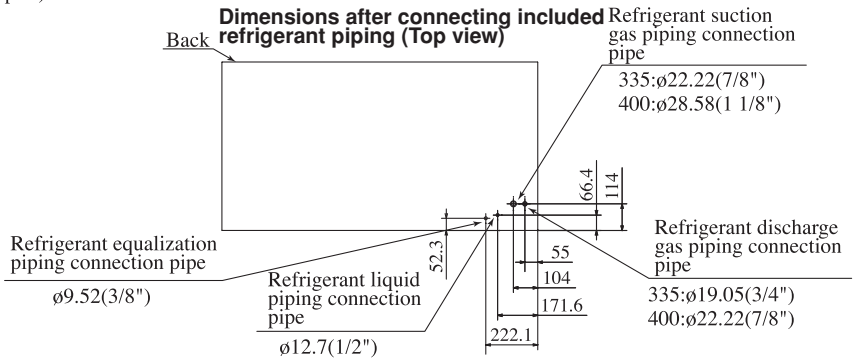 Dimensions after connecting included
refrigerant piping (Top view)
Back
Refrigerant suction
gas piping connection
pipe
335:ø22.22(7/8")
400:ø28.58(1 1/8")
66.4
114
52.3
55
104
171.6
222.1
Refrigerant equalization
piping connection pipe
ø9.52(3/8")
Refrigerant liquid
piping connection
pipe
ø12.7(1/2")
Refrigerant discharge
gas piping connection
pipe
335:ø19.05(3/4")
400:ø22.22(7/8")